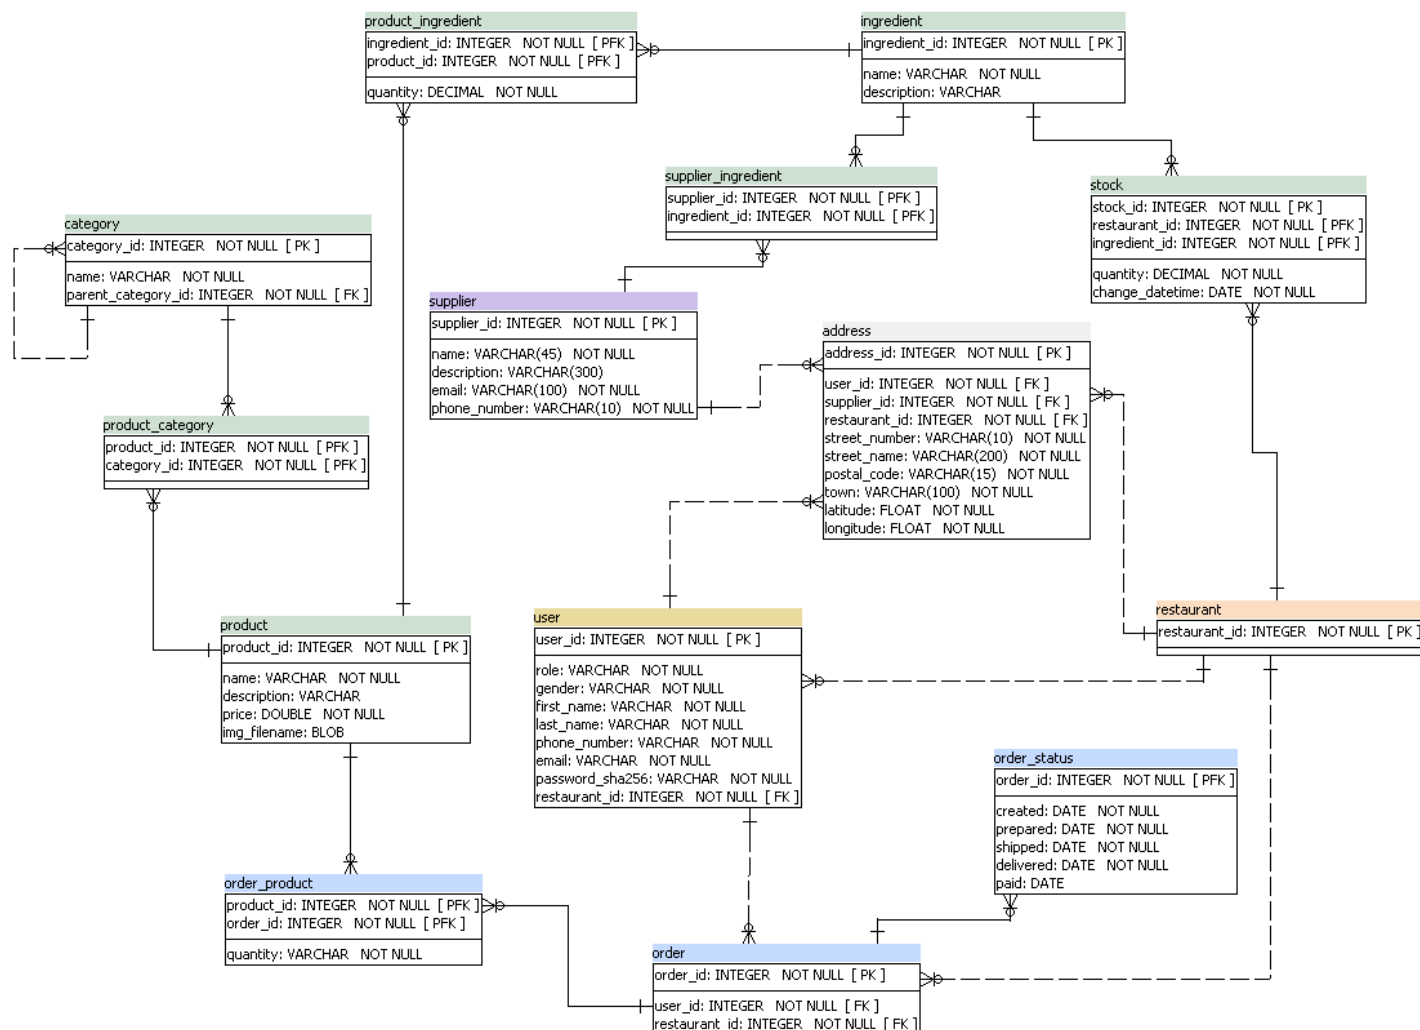 product_ingredient
ingredient_id: INTEGER NOT NULL [ PFK ]
product_id: INTEGER NOT NULL [ PFK ]
quantity: DECIMAL NOT NULL
ingredient
ingredient_id: INTEGER NOT NULL [ PK ]
name: VARCHAR NOT NULL
description: VARCHAR
supplier_ingredient
supplier_id: INTEGER NOT NULL [ PFK ]
ingredient_id: INTEGER NOT NULL [ PFK ]
stock
stock_id: INTEGER NOT NULL [ PK ]
restaurant_id: INTEGER NOT NULL [ PFK ]
ingredient_id: INTEGER NOT NULL [ PFK ]
quantity: DECIMAL NOT NULL
change_datetime: DATE NOT NULL
category
category_id: INTEGER NOT NULL [ PK ]
name: VARCHAR NOT NULL
parent_category_id: INTEGER NOT NULL [ FK ]
supplier
supplier_id: INTEGER NOT NULL [ PK ]
name: VARCHAR(45) NOT NULL
description: VARCHAR(300)
email: VARCHAR(100) NOT NULL
phone_number: VARCHAR(10) NOT NULL
address
address_id: INTEGER NOT NULL [ PK ]
user_id: INTEGER NOT NULL [ FK ]
supplier_id: INTEGER NOT NULL [ FK ]
restaurant_id: INTEGER NOT NULL [ FK ]
street_number: VARCHAR(10) NOT NULL
street_name: VARCHAR(200) NOT NULL
postal_code: VARCHAR(15) NOT NULL
town: VARCHAR(100) NOT NULL
latitude: FLOAT NOT NULL
longitude: FLOAT NOT NULL
product_category
product_id: INTEGER NOT NULL [ PFK ]
category_id: INTEGER NOT NULL [ PFK ]
product
product_id: INTEGER NOT NULL [ PK ]
name: VARCHAR NOT NULL
description: VARCHAR
price: DOUBLE NOT NULL
img_filename: BLOB
user
user_id: INTEGER NOT NULL [ PK ]
role: VARCHAR NOT NULL
gender: VARCHAR NOT NULL
first_name: VARCHAR NOT NULL
last_name: VARCHAR NOT NULL
phone_number: VARCHAR NOT NULL
email: VARCHAR NOT NULL
password_sha256: VARCHAR NOT NULL
restaurant_id: INTEGER NOT NULL [ FK ]
restaurant
restaurant_id: INTEGER NOT NULL [ PK ]
order_status
order_id: INTEGER NOT NULL [ PFK ]
created: DATE NOT NULL
prepared: DATE NOT NULL
shipped: DATE NOT NULL
delivered: DATE NOT NULL
paid: DATE
order_product
product_id: INTEGER NOT NULL [ PFK ]
order_id: INTEGER NOT NULL [ PFK ]
quantity: VARCHAR NOT NULL
order
order_id: INTEGER NOT NULL [ PK ]
user_id: INTEGER NOT NULL [ FK ]
restaurant_id: INTEGER NOT NULL [ FK ]